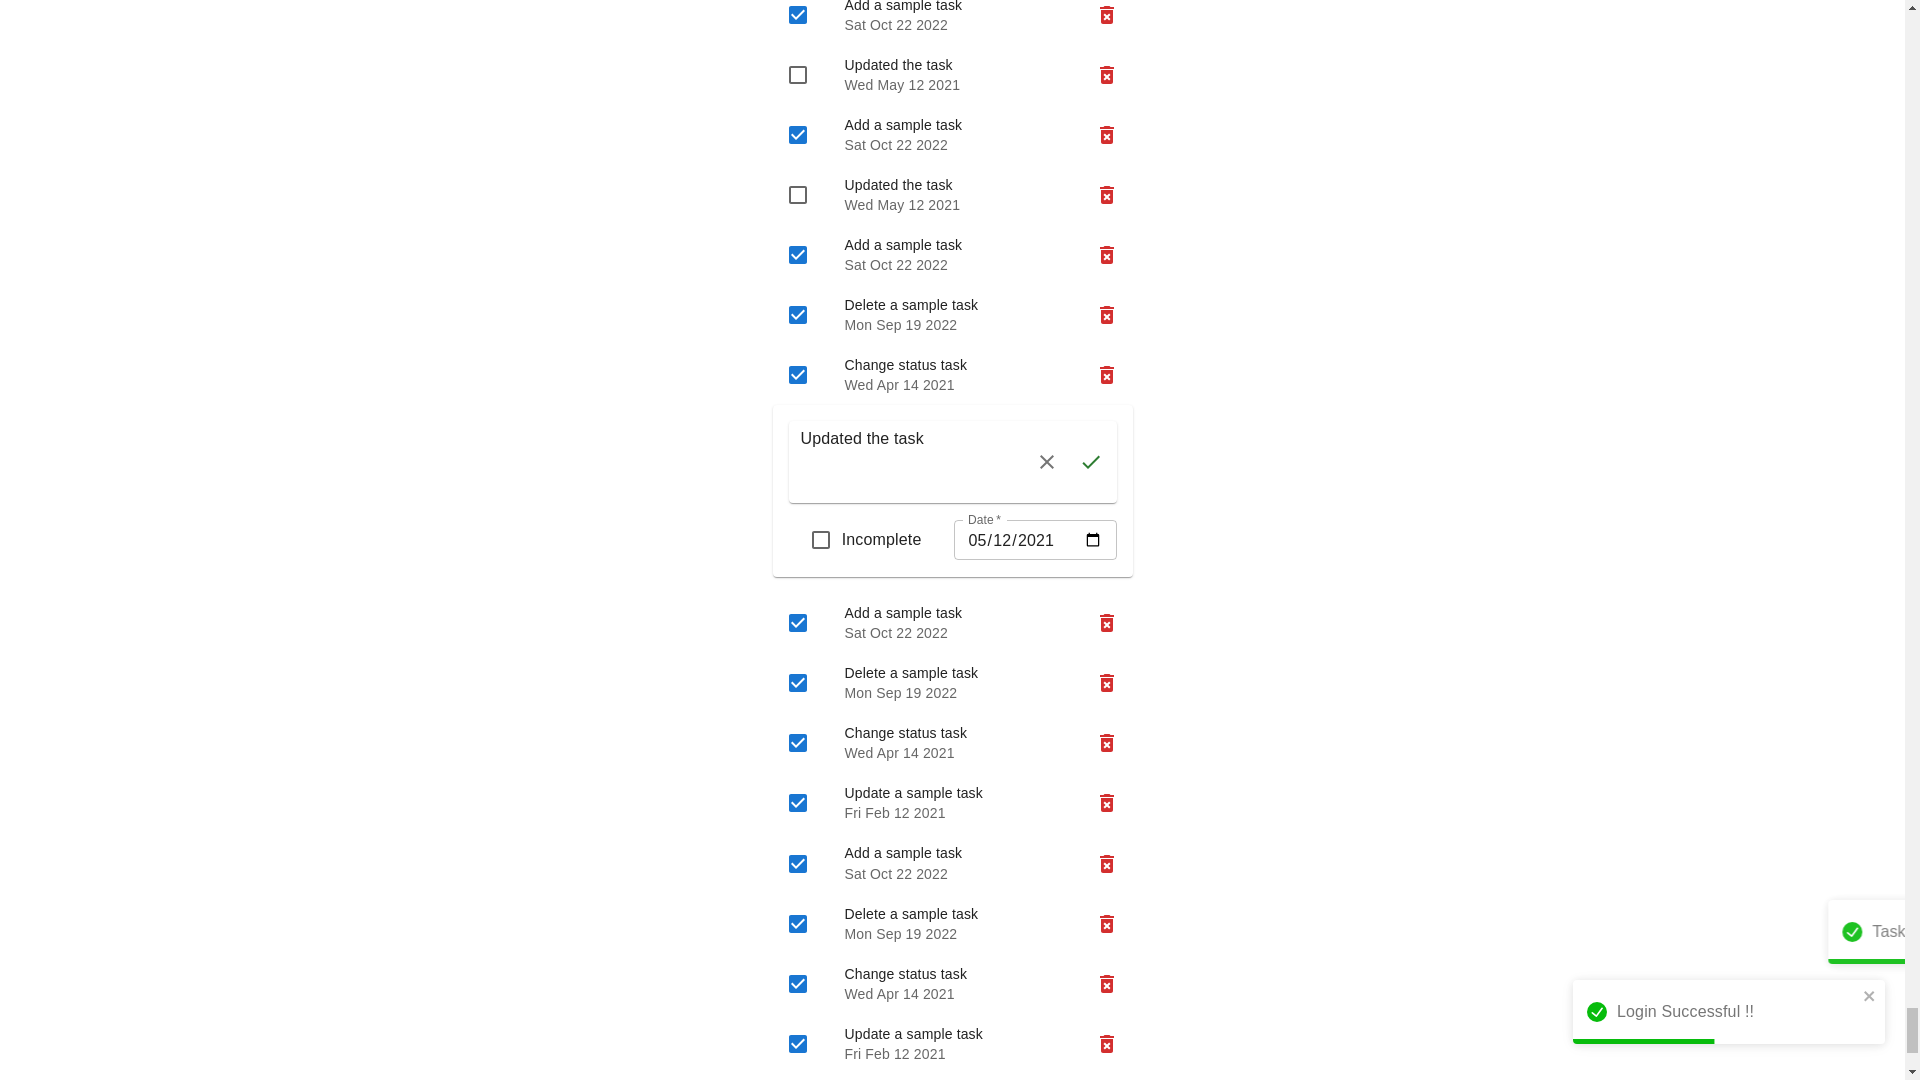 Add a sample task
Sat Oct 22 2022
Updated the task
Wed May 12 2021
Add a sample task
Sat Oct 22 2022
Updated the task
Wed May 12 2021
Add a sample task
Sat Oct 22 2022
Delete a sample task
Mon Sep 19 2022
Change status task
Wed Apr 14 2021
Updated the task
Incomplete
Date *
05/12/2021
Add a sample task
Sat Oct 22 2022
Delete a sample task
Mon Sep 19 2022
Change status task
Wed Apr 14 2021
Update a sample task
Fri Feb 12 2021
Add a sample task
Sat Oct 22 2022
Delete a sample task
Mon Sep 19 2022
Change status task
Wed Apr 14 2021
Update a sample task
Fri Feb 12 2021
Task
Login Successful !!